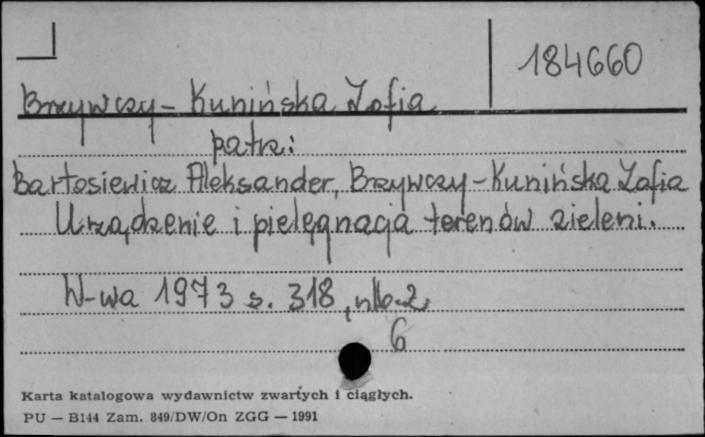 184660
Brzywczy-Kunińska Zofia
patrz:
Bartosiewicz Aleksander, Brzywczy-Kunińska Zofia
Urządzenie i pielęgnacja terenów zieleni.
W-wa 1973 s. 318, nlb. 2.
6
Karta katalogowa wydawnictw zwartych i ciągłych.
PU — B144 Zam. 849/DW/On ZGG — 1991